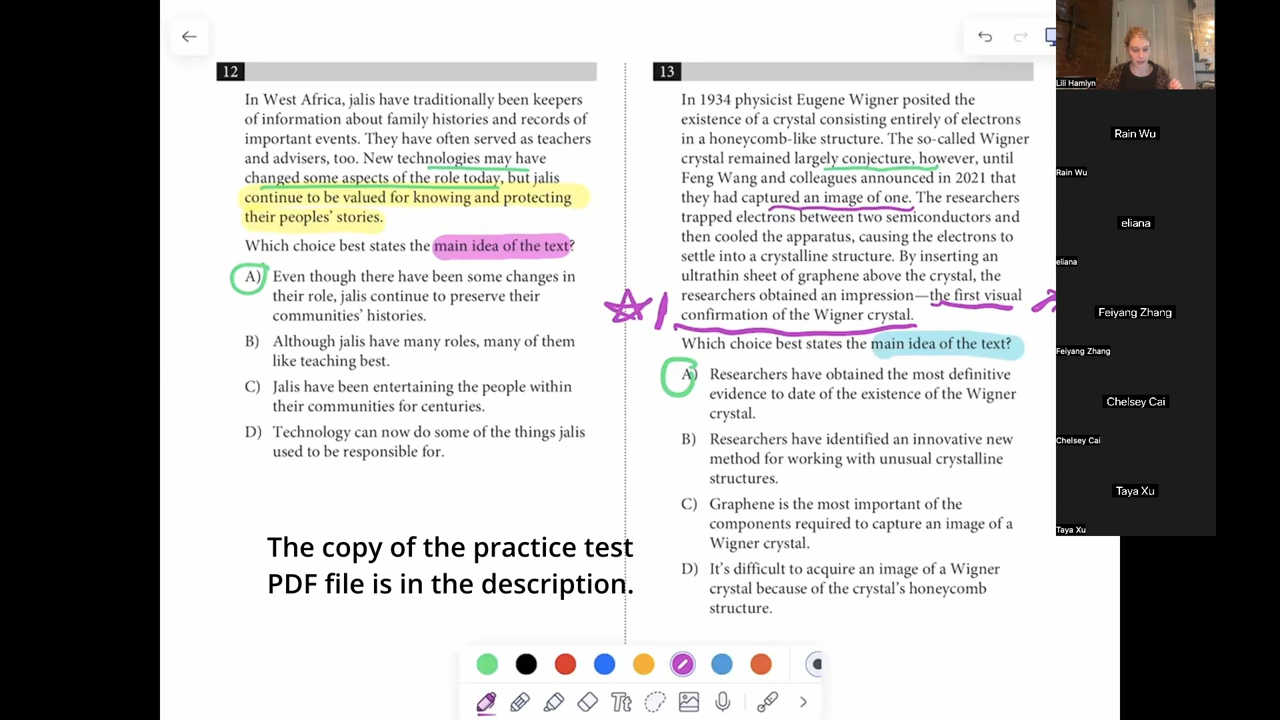 12
In West Africa, jalis have traditionally been keepers
of information about family histories and records of
important events. They have often served as teachers
and advisers, too. New technologies may have
changed some aspects of the role today, but jalis
continue to be valued for knowing and protecting
their peoples' stories.
Which choice best states the main idea of the text?
A) Even though there have been some changes in
their role, jalis continue to preserve their
communities' histories.
B) Although jalis have many roles, many of them
like teaching best.
C) Jalis have been entertaining the people within
their communities for centuries.
D) Technology can now do some of the things jalis
used to be responsible for.
The copy of the practice test
PDF file is in the description.
13
In 1934 physicist Eugene Wigner posited the
existence of a crystal consisting entirely of electrons
in a honeycomb-like structure. The so-called Wigner
crystal remained largely conjecture, however, until
Feng Wang and colleagues announced in 2021 that
they had captured an image of one. The researchers
trapped electrons between two semiconductors and
then cooled the apparatus, causing the electrons to
settle into a crystalline structure. By inserting an
ultrathin sheet of graphene above the crystal, the
researchers obtained an impression—the first visual
confirmation of the Wigner crystal.
Which choice best states the main idea of the text?
A) Researchers have obtained the most definitive
evidence to date of the existence of the Wigner
crystal.
B) Researchers have identified an innovative new
method for working with unusual crystalline
structures.
C) Graphene is the most important of the
components required to capture an image of a
Wigner crystal.
D) It's difficult to acquire an image of a Wigner
crystal because of the crystal's honeycomb
structure.
Tt
Lili Hamlyn
Rain Wu
Rain Wu
eliana
eliana
Feiyang Zhang
Feiyang Zhang
Chelsey Cai
Chelsey Cai
Taya Xu
Taya Xu